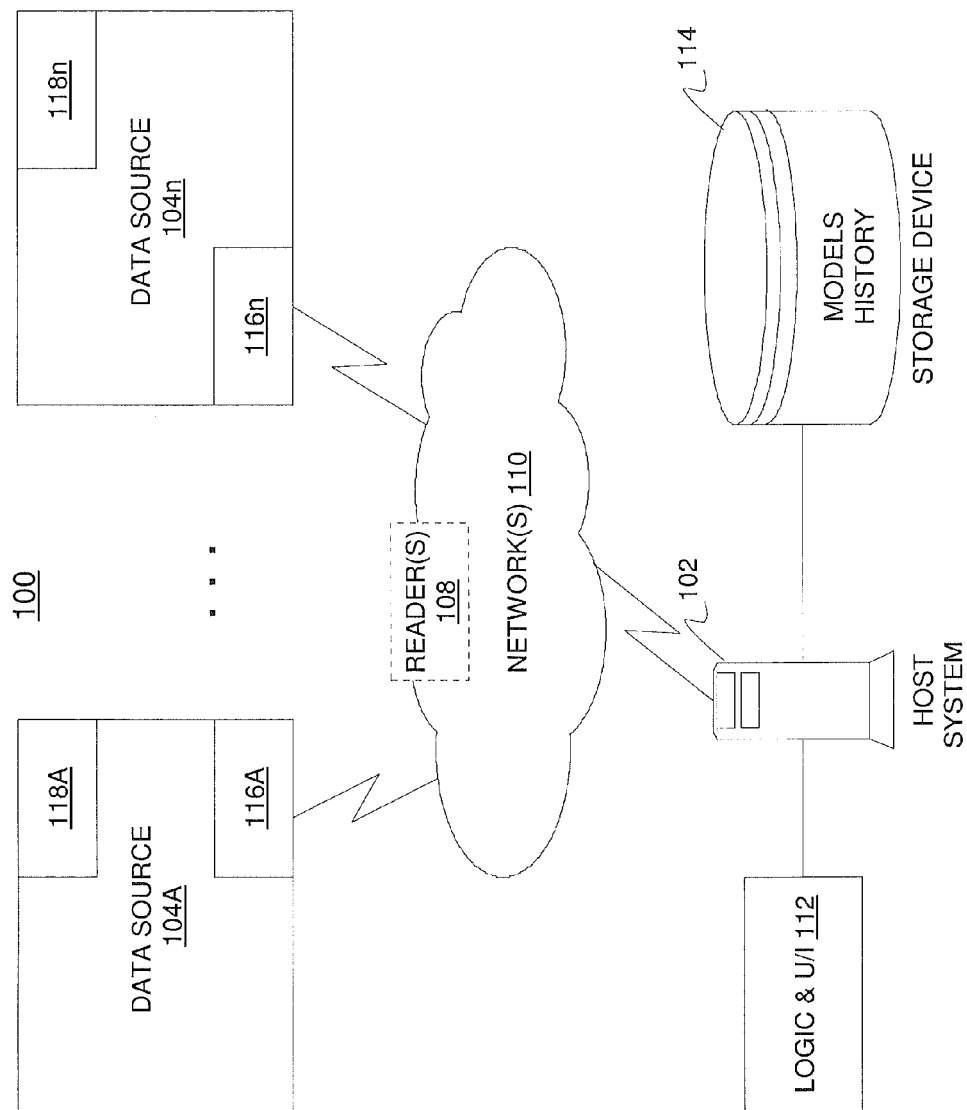 100
DATA SOURCE
104A
118A
116A
DATA SOURCE
104n
118n
116n
READER(S)
108
NETWORK(S) 110
LOGIC & U/I 112
102
HOST
SYSTEM
114
MODELS
HISTORY
STORAGE DEVICE